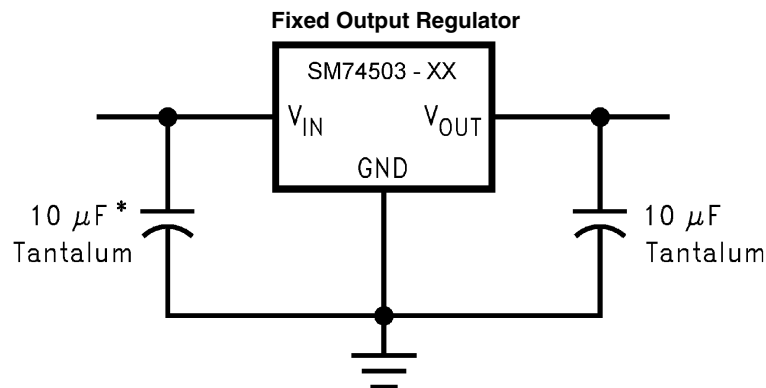 Fixed Output Regulator
SM74503 - XX
VIN
VOUT
GND
10 μF *
Tantalum
10 μF
Tantalum